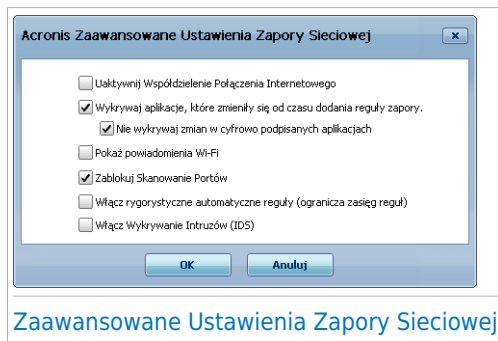 Acronis Zaawansowane Ustawienia Zapory Sieciowej
Uaktywnij Współdzielenie Połączenia Internetowego
Wykrywaj aplikacje, które zmieniły się od czasu dodania reguły zapory.
Nie wykrywaj zmian w cyfrowo podpisanych aplikacjach
Pokaż powiadomienia Wi-Fi
Zablokuj Skanowanie Portów
Włącz rygorystyczne automatyczne reguły (ogranicza zasięg reguł)
Włącz Wykrywanie Intruzów (IDS)
OK Anuluj
Zaawansowane Ustawienia Zapory Sieciowej